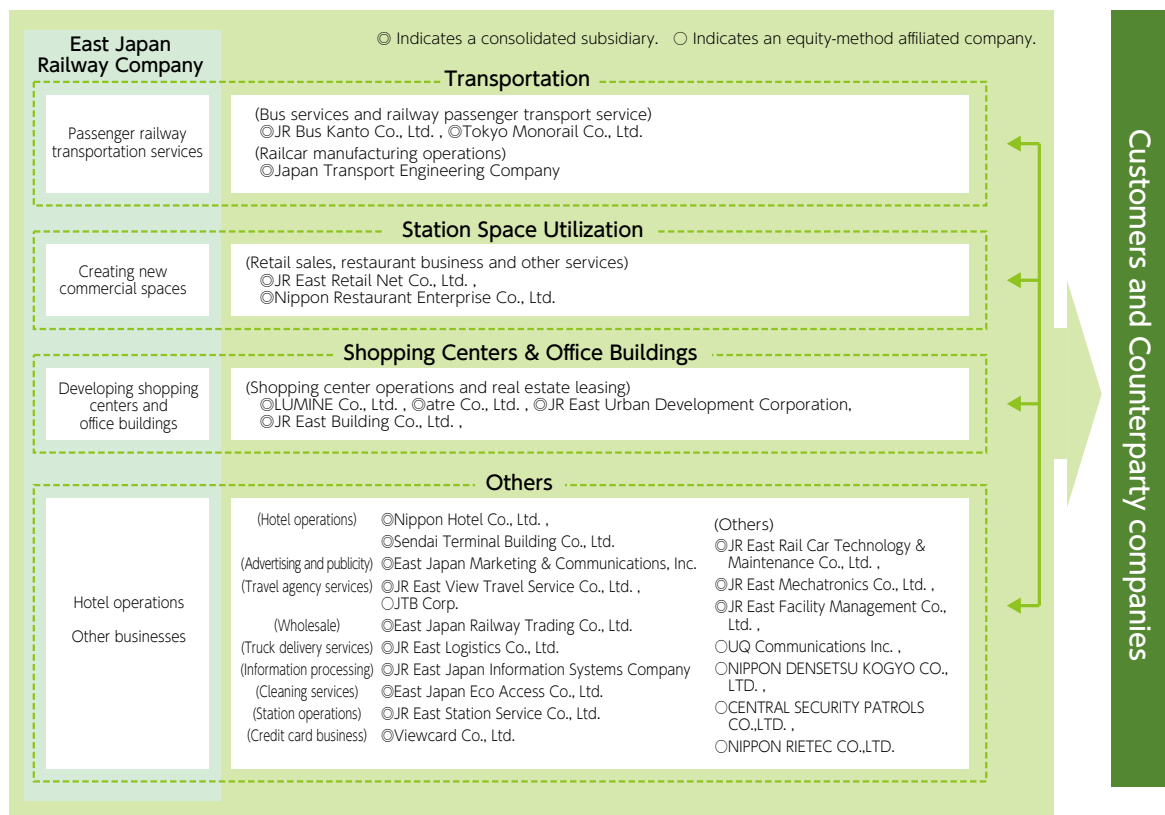 East Japan
Railway Company
◎ Indicates a consolidated subsidiary. ○ Indicates an equity-method affiliated company.
Transportation
Passenger railway
transportation services
(Bus services and railway passenger transport service)
◎JR Bus Kanto Co., Ltd. , ◎Tokyo Monorail Co., Ltd.
(Railcar manufacturing operations)
◎Japan Transport Engineering Company
Station Space Utilization
Creating new
commercial spaces
(Retail sales, restaurant business and other services)
◎JR East Retail Net Co., Ltd. ,
◎Nippon Restaurant Enterprise Co., Ltd.
Shopping Centers & Office Buildings
Developing shopping
centers and
office buildings
(Shopping center operations and real estate leasing)
◎LUMINE Co., Ltd. , ◎atre Co., Ltd. , ◎JR East Urban Development Corporation,
◎JR East Building Co., Ltd. ,
Others
Hotel operations
Other businesses
(Hotel operations) ◎Nippon Hotel Co., Ltd. ,
◎Sendai Terminal Building Co., Ltd.
(Advertising and publicity) ◎East Japan Marketing & Communications, Inc.
(Travel agency services) ◎JR East View Travel Service Co., Ltd. ,
○JTB Corp.
(Wholesale) ◎East Japan Railway Trading Co., Ltd.
(Truck delivery services) ◎JR East Logistics Co., Ltd.
(Information processing) ◎JR East Japan Information Systems Company
(Cleaning services) ◎East Japan Eco Access Co., Ltd.
(Station operations) ◎JR East Station Service Co., Ltd.
(Credit card business) ◎Viewcard Co., Ltd.
(Others)
◎JR East Rail Car Technology &
Maintenance Co., Ltd. ,
◎JR East Mechatronics Co., Ltd. ,
◎JR East Facility Management Co.,
Ltd. ,
○UQ Communications Inc. ,
○NIPPON DENSETSU KOGYO CO.,
LTD. ,
○CENTRAL SECURITY PATROLS
CO.,LTD. ,
○NIPPON RIETEC CO.,LTD.
Customers and Counterparty companies